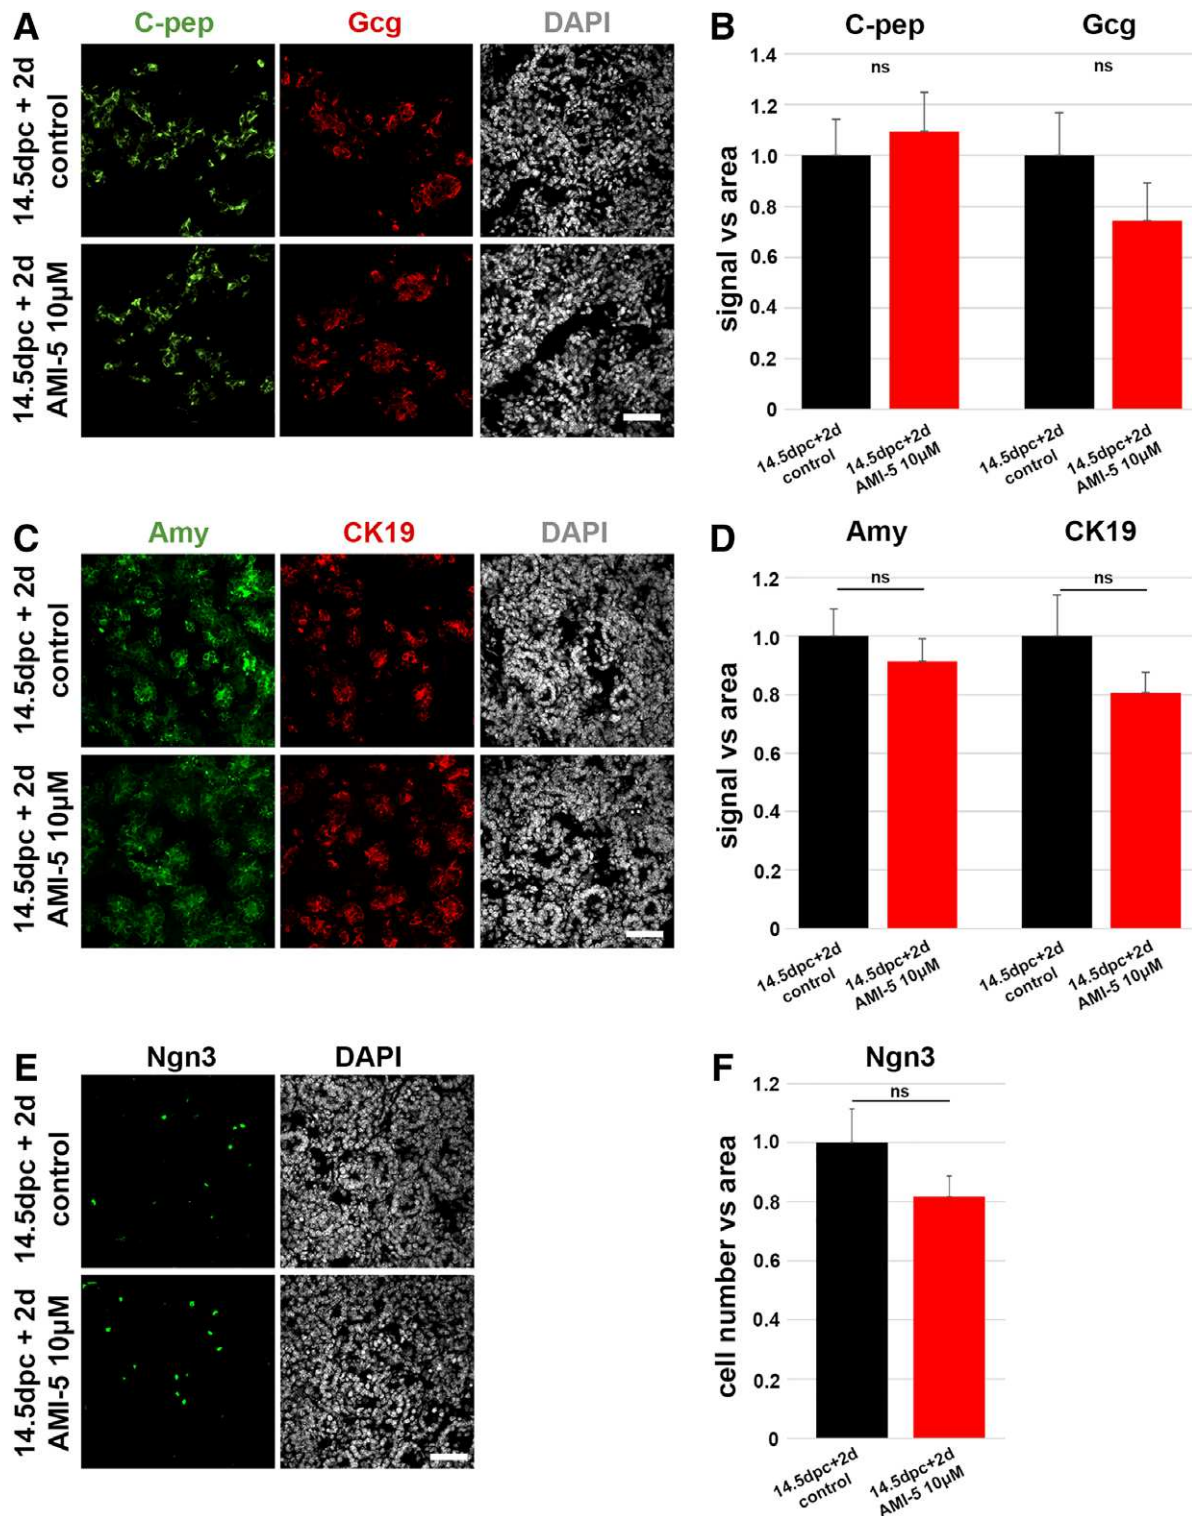 A
C-pep
Gcg
DAPI
14.5dpc + 2d
control
14.5dpc + 2d
AMI-5 10µM
B
C-pep
Gcg
ns
ns
signal vs area
1.4
1.2
1.0
0.8
0.6
0.4
0.2
0
14.5dpc+2d
control
14.5dpc+2d
AMI-5 10µM
14.5dpc+2d
control
14.5dpc+2d
AMI-5 10µM
C
Amy
CK19
DAPI
14.5dpc + 2d
control
14.5dpc + 2d
AMI-5 10µM
D
Amy
CK19
ns
ns
signal vs area
1.2
1.0
0.8
0.6
0.4
0.2
0
14.5dpc+2d
control
14.5dpc+2d
AMI-5 10µM
14.5dpc+2d
control
14.5dpc+2d
AMI-5 10µM
E
Ngn3
DAPI
14.5dpc + 2d
control
14.5dpc + 2d
AMI-5 10µM
F
Ngn3
ns
cell number vs area
1.2
1.0
0.8
0.6
0.4
0.2
0
14.5dpc+2d
control
14.5dpc+2d
AMI-5 10µM